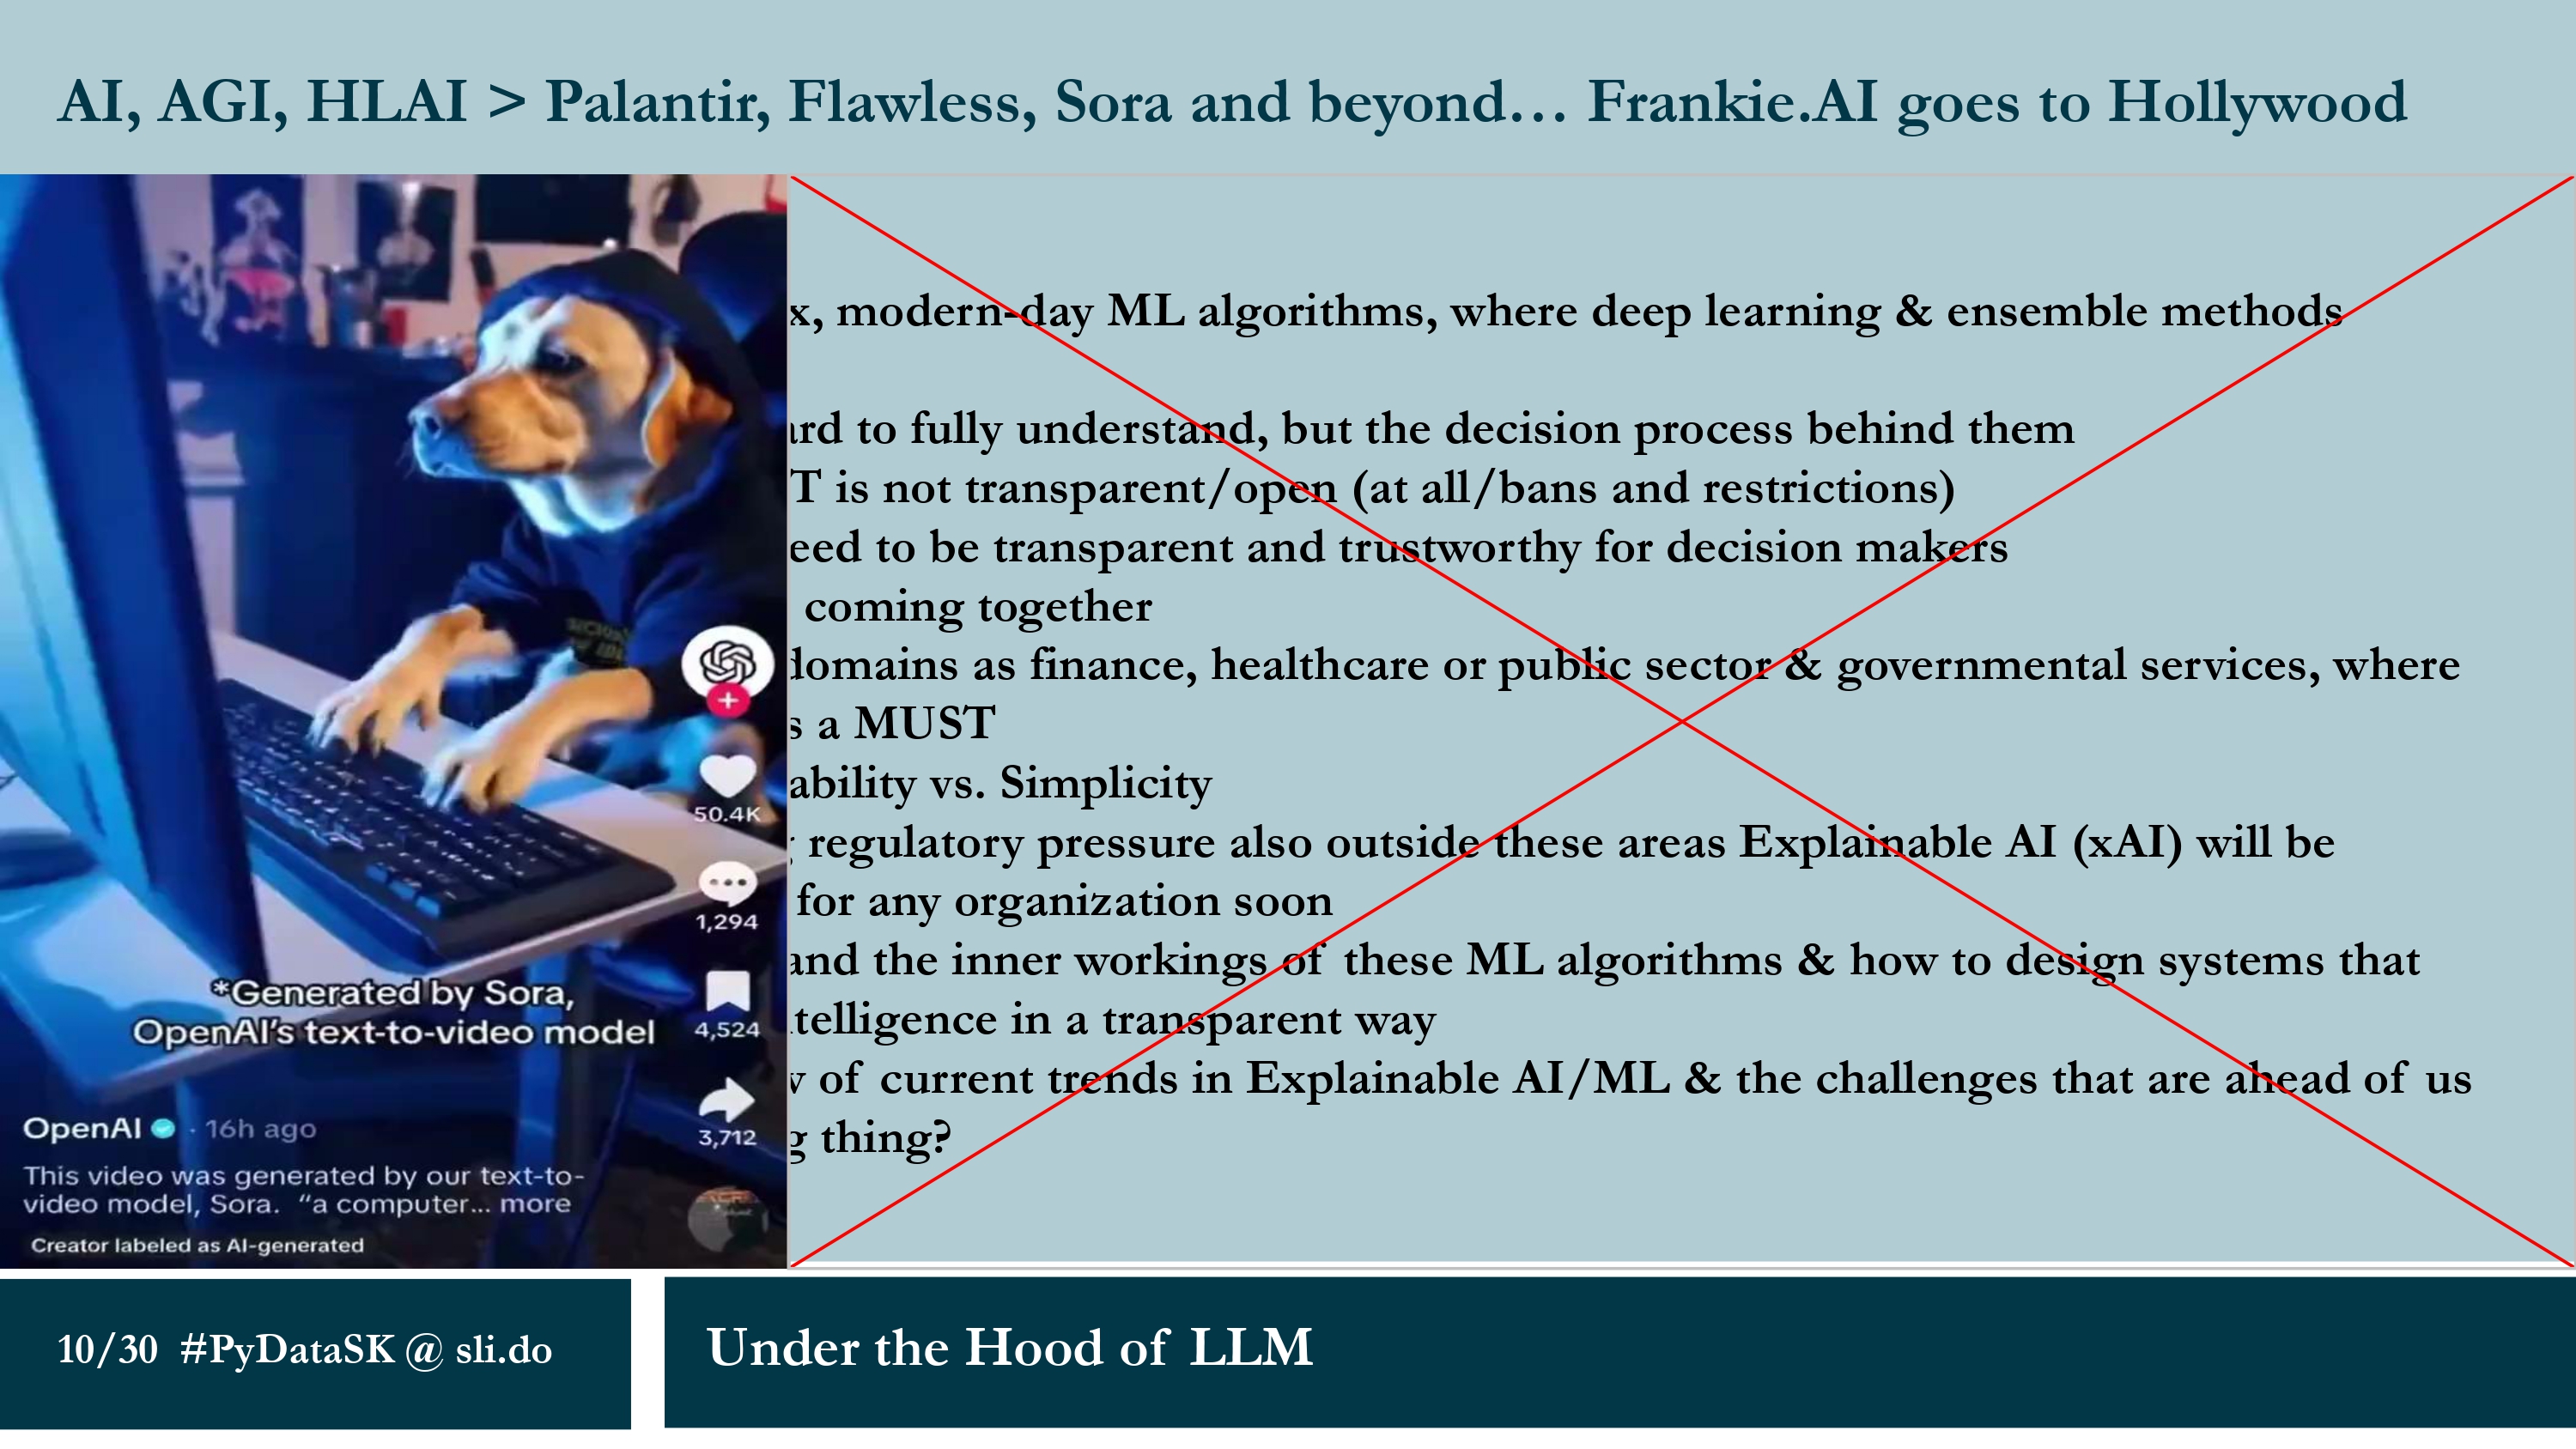 AI, AGI, HLAI > Palantir, Flawless, Sora and beyond… Frankie.AI goes to Hollywood
x, modern-day ML algorithms, where deep learning & ensemble methods
ard to fully understand, but the decision process behind them
T is not transparent/open (at all/bans and restrictions)
eed to be transparent and trustworthy for decision makers
coming together
domains as finance, healthcare or public sector & governmental services, where
s a MUST
ability vs. Simplicity
regulatory pressure also outside these areas Explainable AI (xAI) will be
for any organization soon
and the inner workings of these ML algorithms & how to design systems that
telligence in a transparent way
of current trends in Explainable AI/ML & the challenges that are ahead of us
g thing?
50.4K
1,294
*Generated by Sora,
OpenAI's text-to-video model
4,524
3,712
OpenAI · 16h ago
This video was generated by our text-to-
video model, Sora. “a computer... more
Creator labeled as AI-generated
10/30 #PyDataSK @ sli.do
Under the Hood of LLM